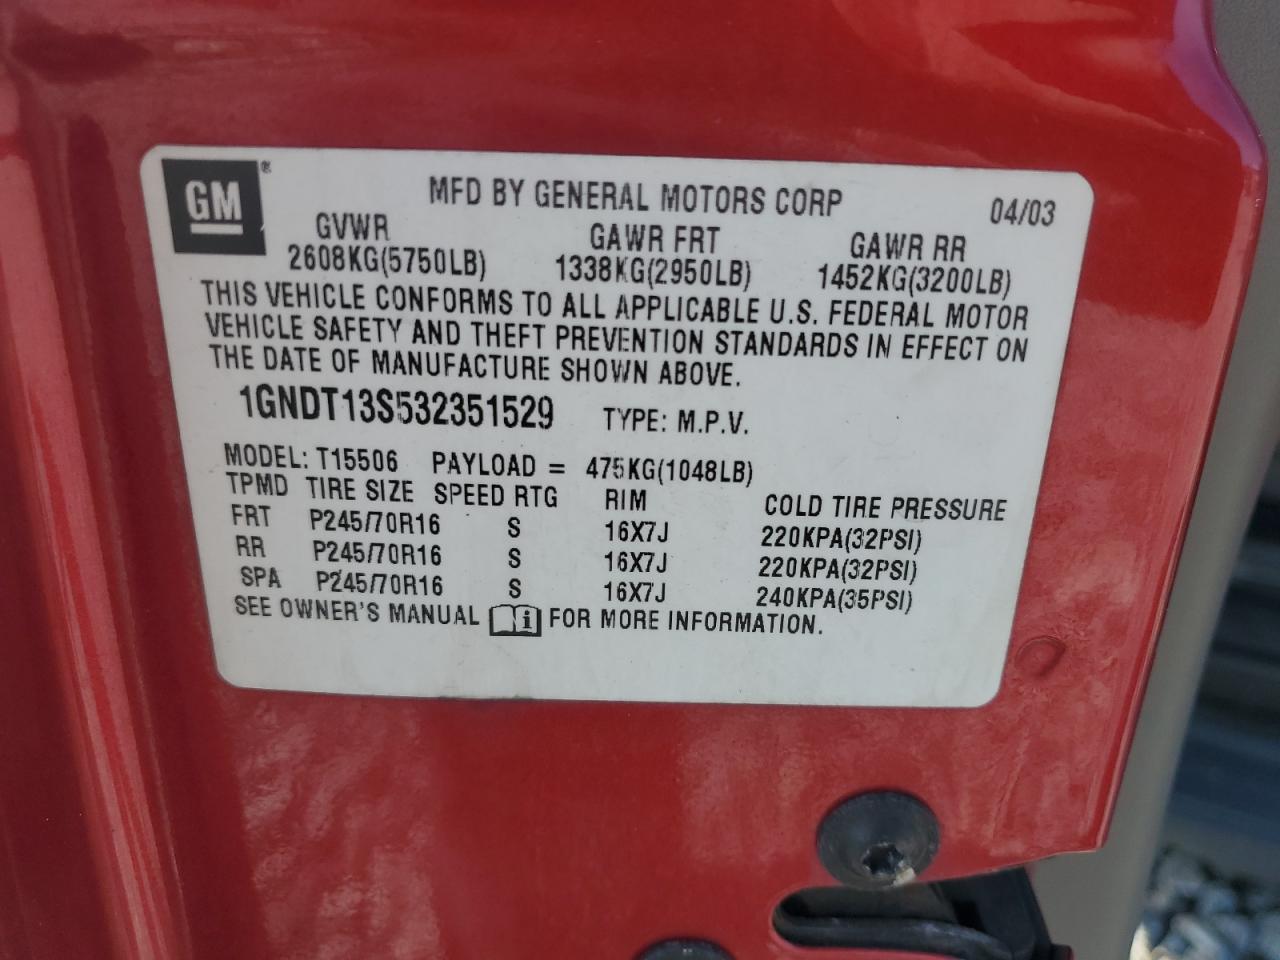 GM®
MFD BY GENERAL MOTORS CORP 04/03
GVWR GAWR FRT GAWR RR
2608KG(5750LB) 1338KG(2950LB) 1452KG(3200LB)
THIS VEHICLE CONFORMS TO ALL APPLICABLE U.S. FEDERAL MOTOR
VEHICLE SAFETY AND THEFT PREVENTION STANDARDS IN EFFECT ON
THE DATE OF MANUFACTURE SHOWN ABOVE.
1GNDT13S532351529 TYPE: M.P.V.
MODEL: T15506 PAYLOAD = 475KG(1048LB)
TPMD TIRE SIZE SPEED RTG RIM COLD TIRE PRESSURE
FRT P245/70R16 S 16X7J 220KPA(32PSI)
RR P245/70R16 S 16X7J 220KPA(32PSI)
SPA P245/70R16 S 16X7J 240KPA(35PSI)
SEE OWNER'S MANUAL i FOR MORE INFORMATION.